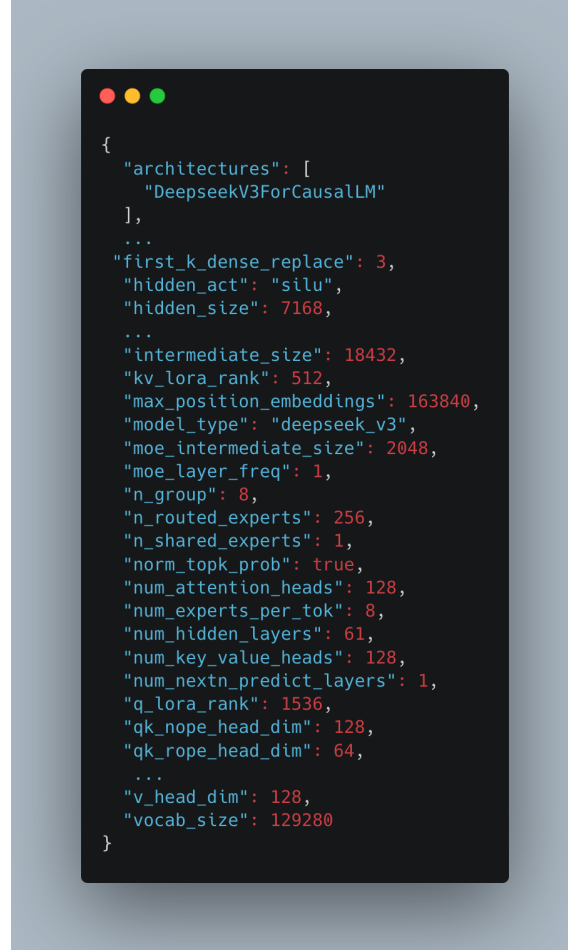 {
"architectures": [
"DeepseekV3ForCausalLM"
],
...
"first_k_dense_replace": 3,
"hidden_act": "silu",
"hidden_size": 7168,
...
"intermediate_size": 18432,
"kv_lora_rank": 512,
"max_position_embeddings": 163840,
"model_type": "deepseek_v3",
"moe_intermediate_size": 2048,
"moe_layer_freq": 1,
"n_group": 8,
"n_routed_experts": 256,
"n_shared_experts": 1,
"norm_topk_prob": true,
"num_attention_heads": 128,
"num_experts_per_tok": 8,
"num_hidden_layers": 61,
"num_key_value_heads": 128,
"num_nextn_predict_layers": 1,
"q_lora_rank": 1536,
"qk_nope_head_dim": 128,
"qk_rope_head_dim": 64,
...
"v_head_dim": 128,
"vocab_size": 129280
}